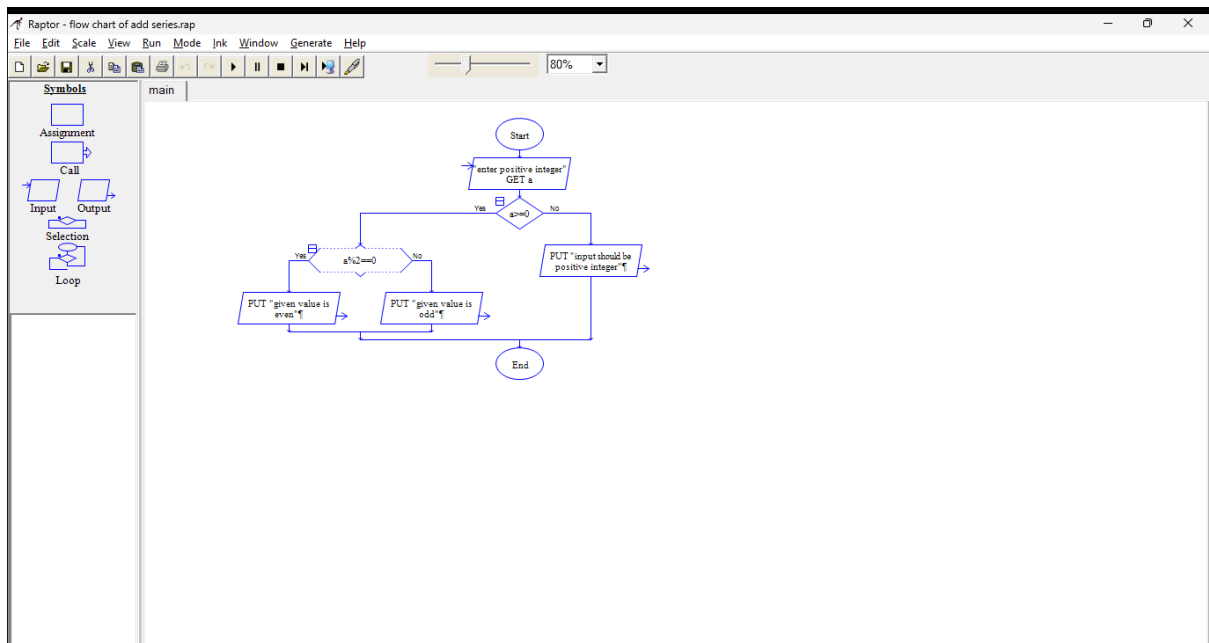 Raptor - flow chart of add series.rap
File Edit Scale View Run Mode Ink Window Generate Help
80%
Symbols
Assignment
Call
Input Output
Selection
Loop
main
Start
"enter positive integer"
GET a
Yes a>=0 No
Yes a%2==0 No
PUT "input should be
positive integer"¶
PUT "given value is
even"¶
PUT "given value is
odd"¶
End